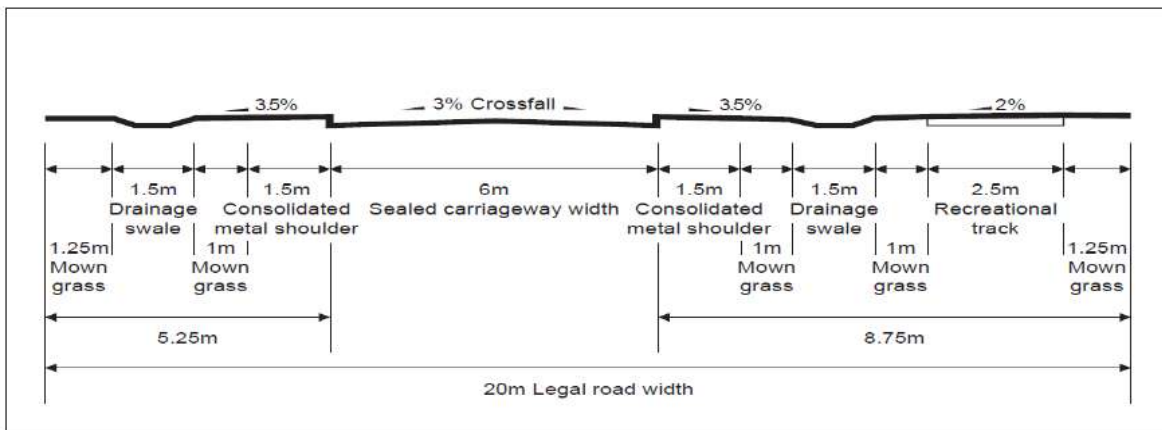 3.5%
3% Crossfall
3.5%
2%
1.5m
Drainage
swale
1.5m
Consolidated
metal shoulder
6m
Sealed carriageway width
1.5m
Consolidated
metal shoulder
1.5m
Drainage
swale
2.5m
Recreational
track
1.25m
Mown
grass
1m
Mown
grass
1m
Mown
grass
1m
Mown
grass
1.25m
Mown
grass
5.25m
8.75m
20m Legal road width